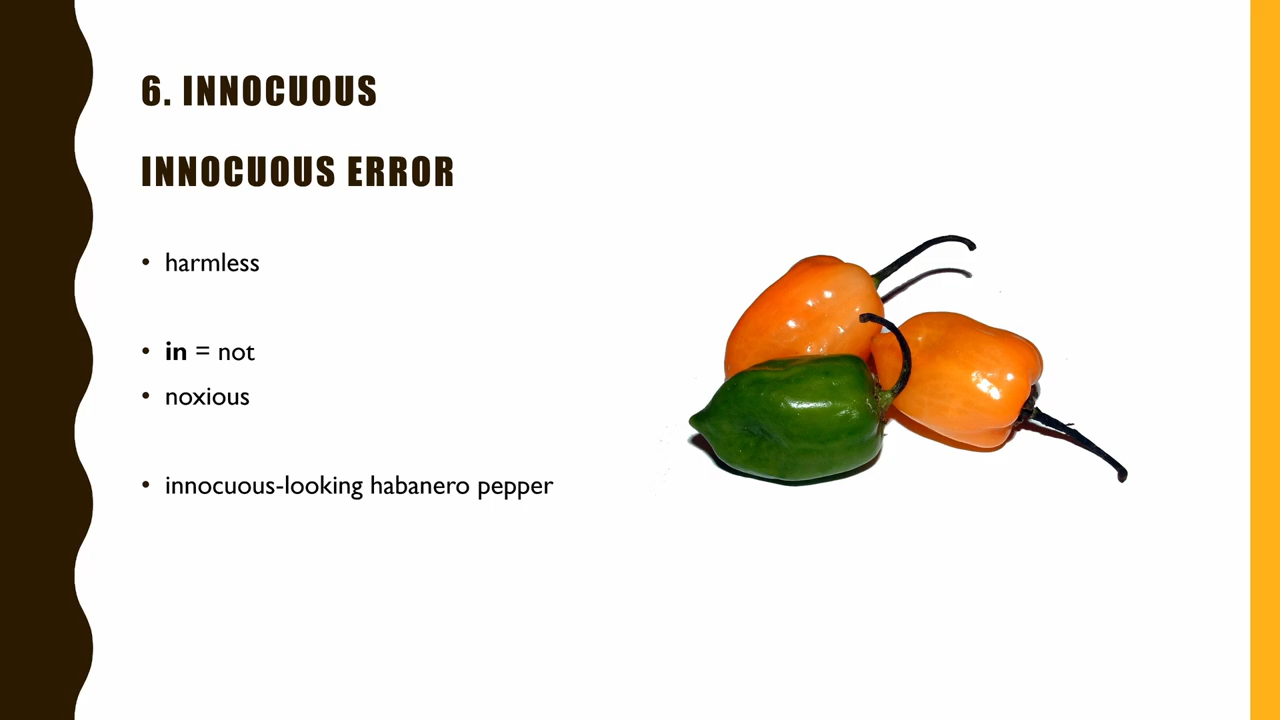 6. INNOCUOUS
INNOCUOUS ERROR
• harmless
• in = not
• noxious
• innocuous-looking habanero pepper